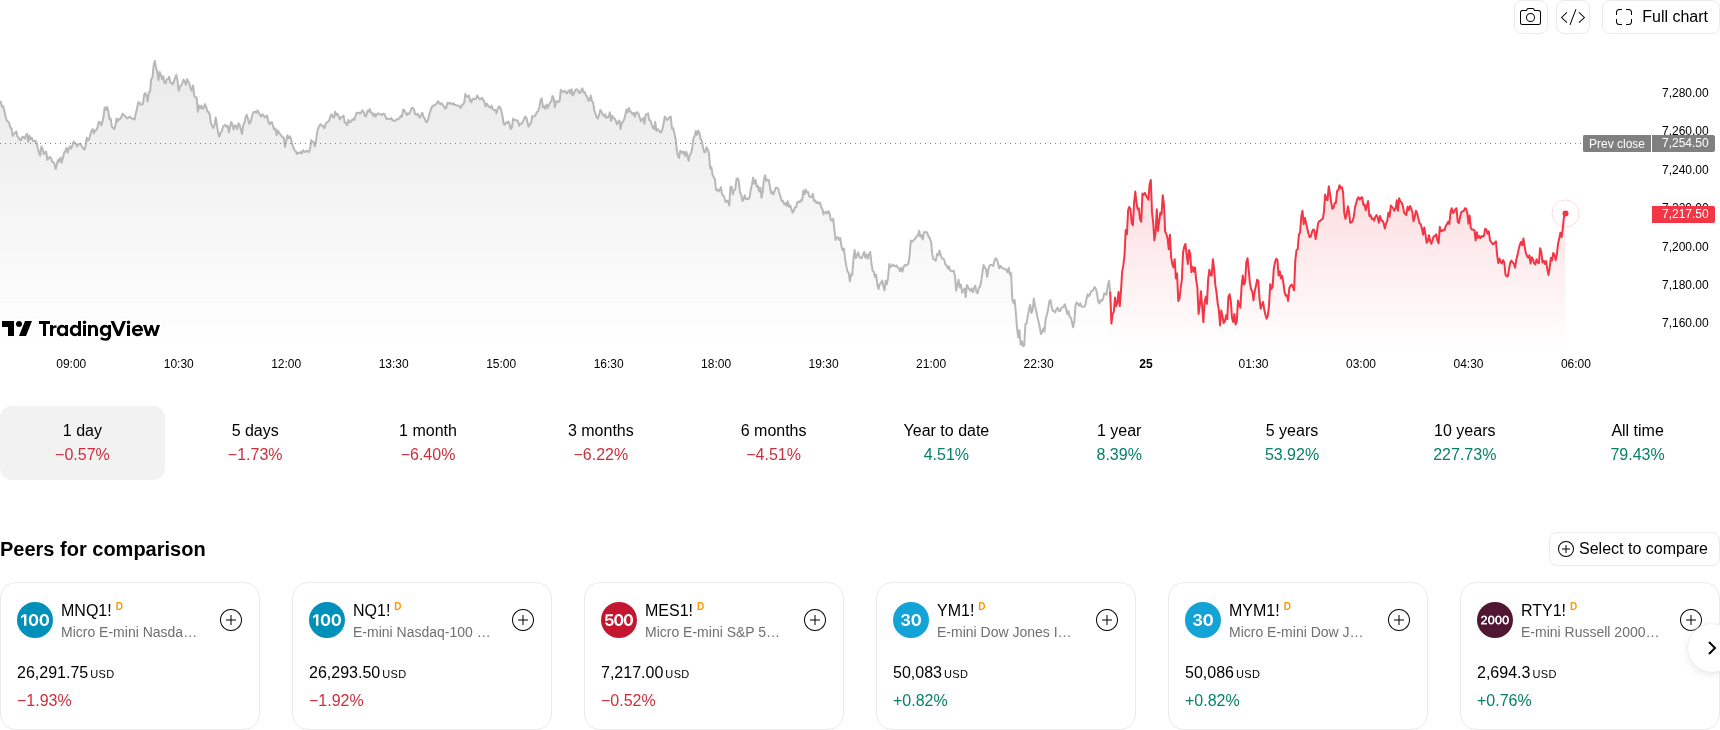 Full chart
7,280.00
7,260.00
Prev close 7,254.50
7,240.00
7,217.50
7,200.00
7,180.00
7,160.00
TradingView
09:00 10:30 12:00 13:30 15:00 16:30 18:00 19:30 21:00 22:30 25 01:30 03:00 04:30 06:00
1 day 5 days 1 month 3 months 6 months Year to date 1 year 5 years 10 years All time
−0.57% −1.73% −6.40% −6.22% −4.51% 4.51% 8.39% 53.92% 227.73% 79.43%
Peers for comparison
Select to compare
100 MNQ1! D
Micro E-mini Nasda…
26,291.75 USD
−1.93%
100 NQ1! D
E-mini Nasdaq-100 …
26,293.50 USD
−1.92%
500 MES1! D
Micro E-mini S&P 5…
7,217.00 USD
−0.52%
30 YM1! D
E-mini Dow Jones I…
50,083 USD
+0.82%
30 MYM1! D
Micro E-mini Dow J…
50,086 USD
+0.82%
2000 RTY1! D
E-mini Russell 2000…
2,694.3 USD
+0.76%